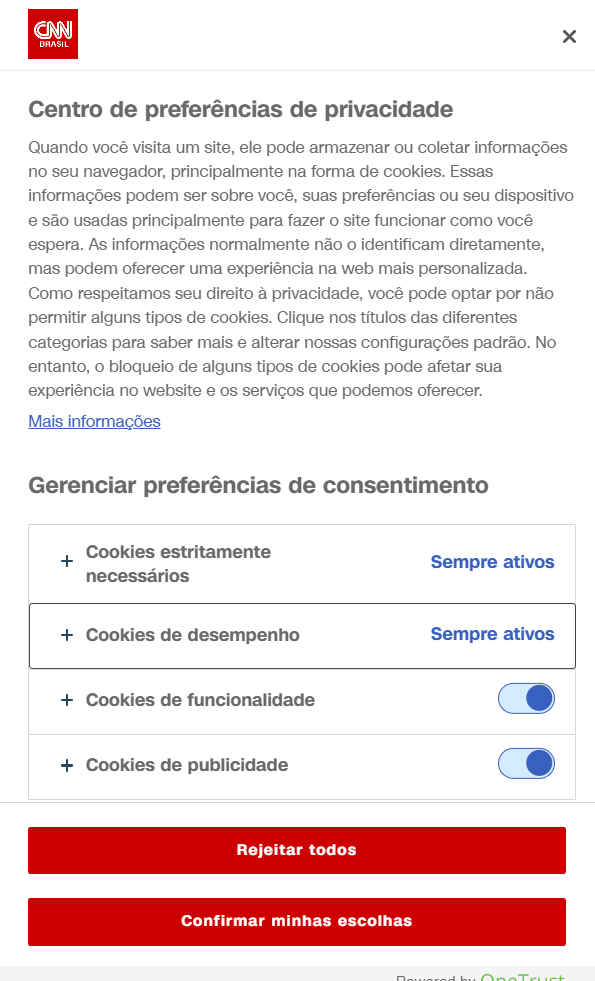 CNN
BRASIL
Centro de preferências de privacidade
Quando você visita um site, ele pode armazenar ou coletar informações
no seu navegador, principalmente na forma de cookies. Essas
informações podem ser sobre você, suas preferências ou seu dispositivo
e são usadas principalmente para fazer o site funcionar como você
espera. As informações normalmente não o identificam diretamente,
mas podem oferecer uma experiência na web mais personalizada.
Como respeitamos seu direito à privacidade, você pode optar por não
permitir alguns tipos de cookies. Clique nos títulos das diferentes
categorias para saber mais e alterar nossas configurações padrão. No
entanto, o bloqueio de alguns tipos de cookies pode afetar sua
experiência no website e os serviços que podemos oferecer.
Mais informações
Gerenciar preferências de consentimento
Cookies estritamente
necessários
Sempre ativos
Cookies de desempenho
Sempre ativos
Cookies de funcionalidade
Cookies de publicidade
Rejeitar todos
Confirmar minhas escolhas
Powered by OneTrust